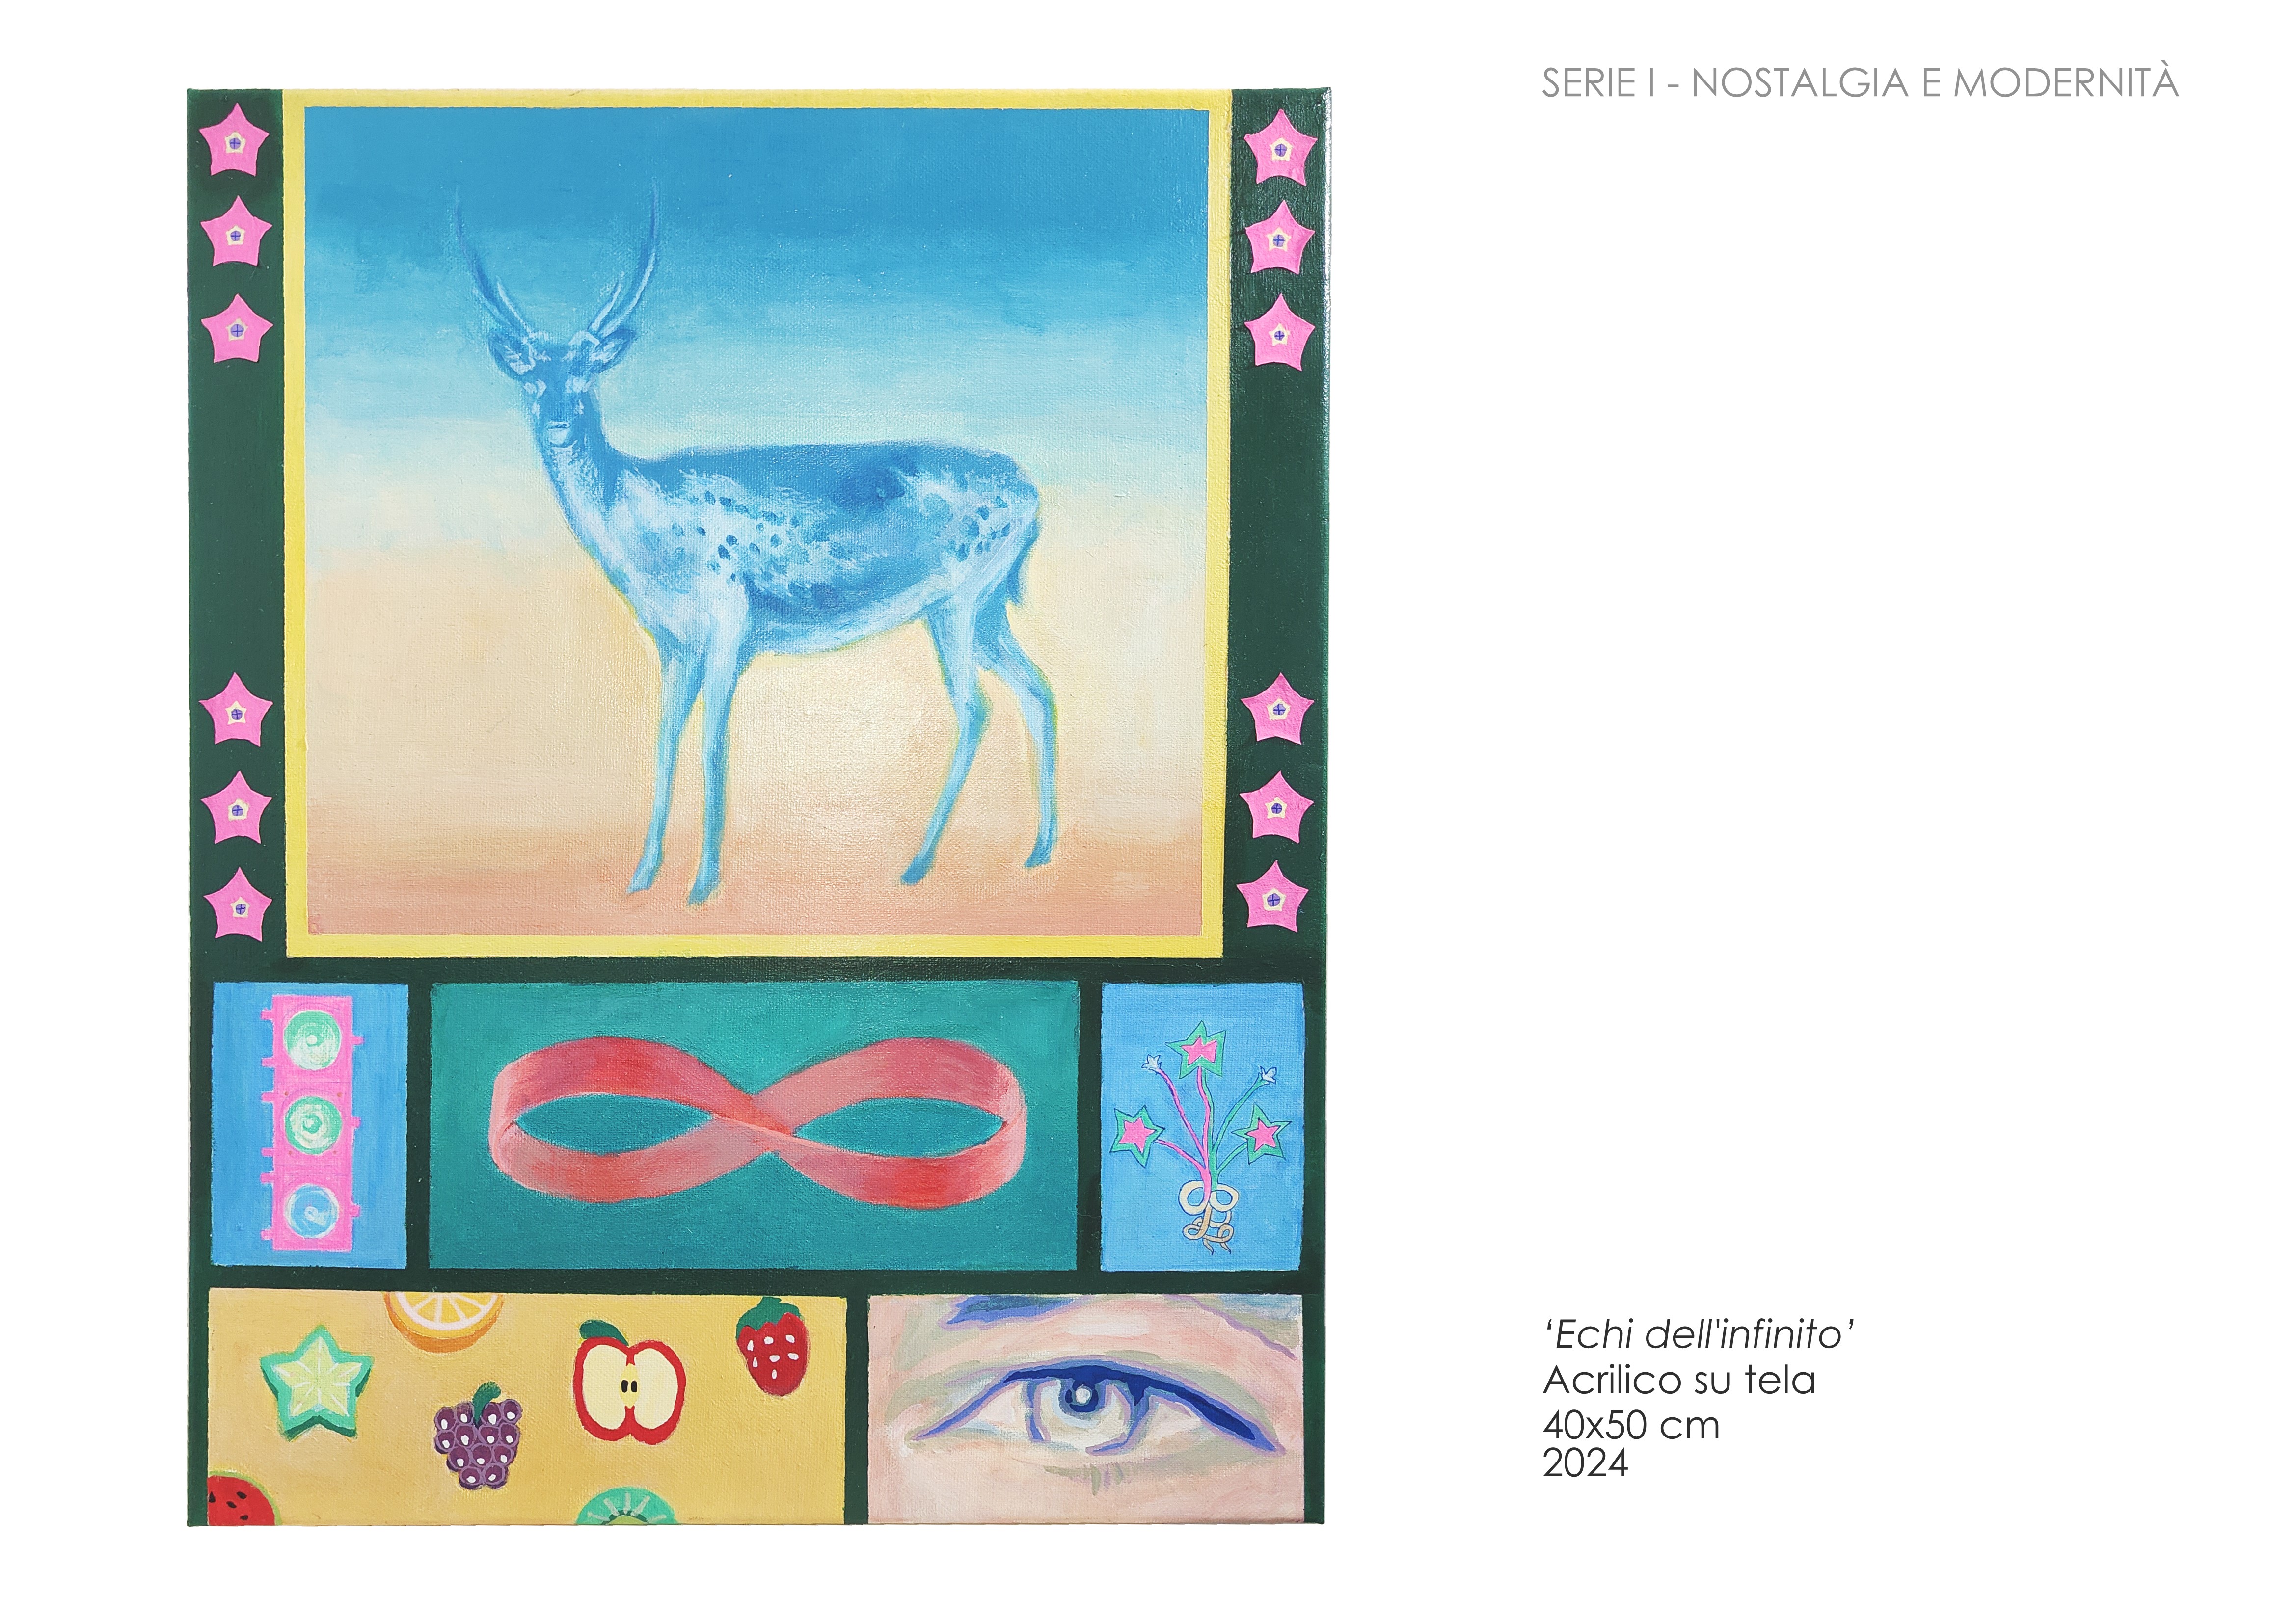 SERIE I - NOSTALGIA E MODERNITÀ
‘Echi dell'infinito’
Acrilico su tela
40x50 cm
2024